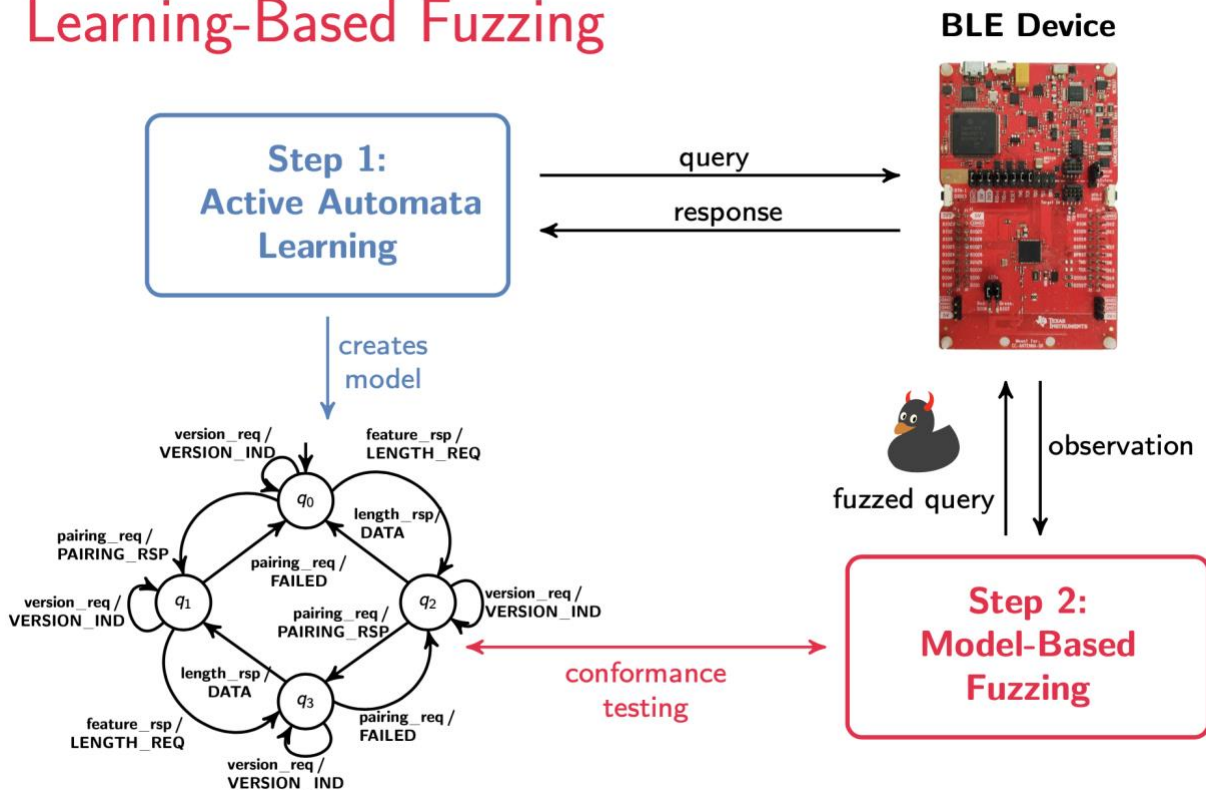 Learning-Based Fuzzing
BLE Device
Step 1:
Active Automata
Learning
query
response
TEXAS
INSTRUMENTS
creates
model
version_req /
VERSION_IND
feature_rsp /
LENGTH_REQ
q0
length_rsp/
DATA
pairing_req /
PAIRING_RSP
pairing_req /
FAILED
version_req /
VERSION_IND
q1
pairing_req /
PAIRING_RSP
q2
version_req /
VERSION_IND
length_rsp /
DATA
q3
feature_rsp /
LENGTH_REQ
pairing_req /
FAILED
version_req /
VERSION_IND
fuzzed query
observation
conformance
testing
Step 2:
Model-Based
Fuzzing